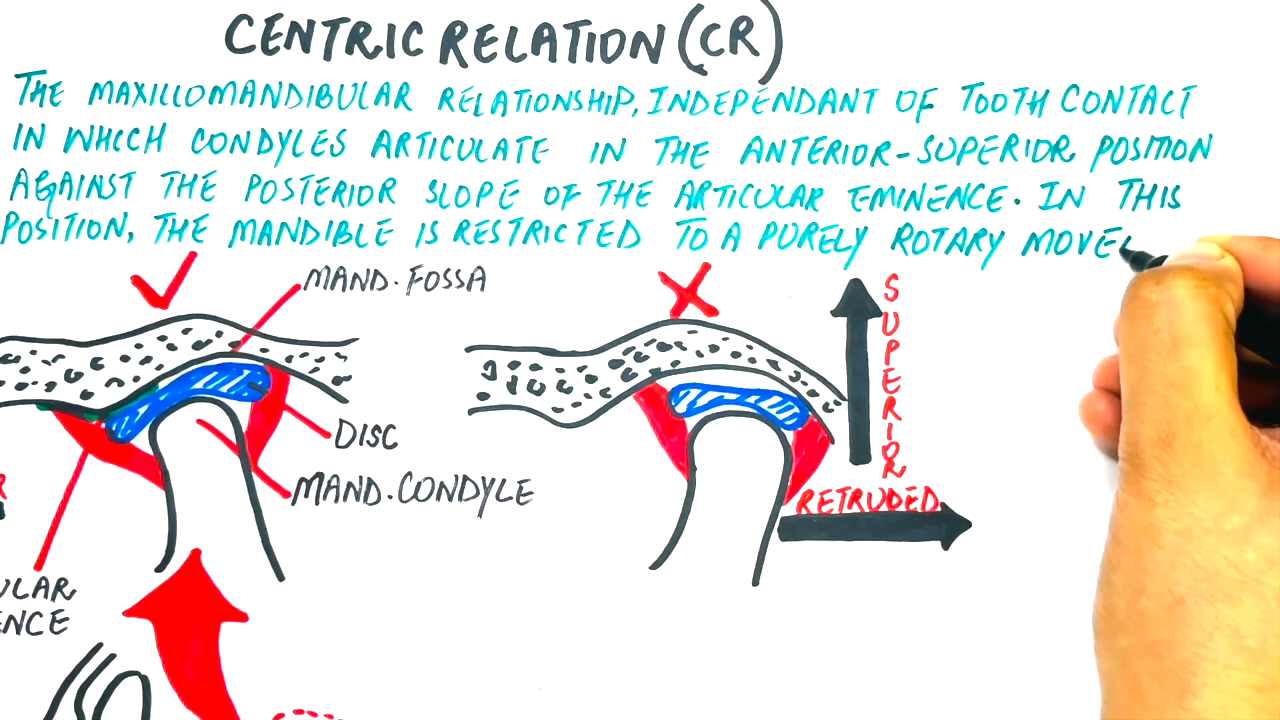 CENTRIC RELATION (CR)
THE MAXILLOMANDIBULAR RELATIONSHIP, INDEPENDANT OF TOOTH CONTACT
IN WHICH CONDYLES ARTICULATE IN THE ANTERIOR-SUPERIOR POSITION
AGAINST THE POSTERIOR SLOPE OF THE ARTICULAR EMINENCE. IN THIS
POSITION, THE MANDIBLE IS RESTRICTED TO A PURELY ROTARY MOVE
MAND. FOSSA
SUPERIOR
DISC
MAND. CONDYLE
RETRUDED
R
ULAR
ENCE